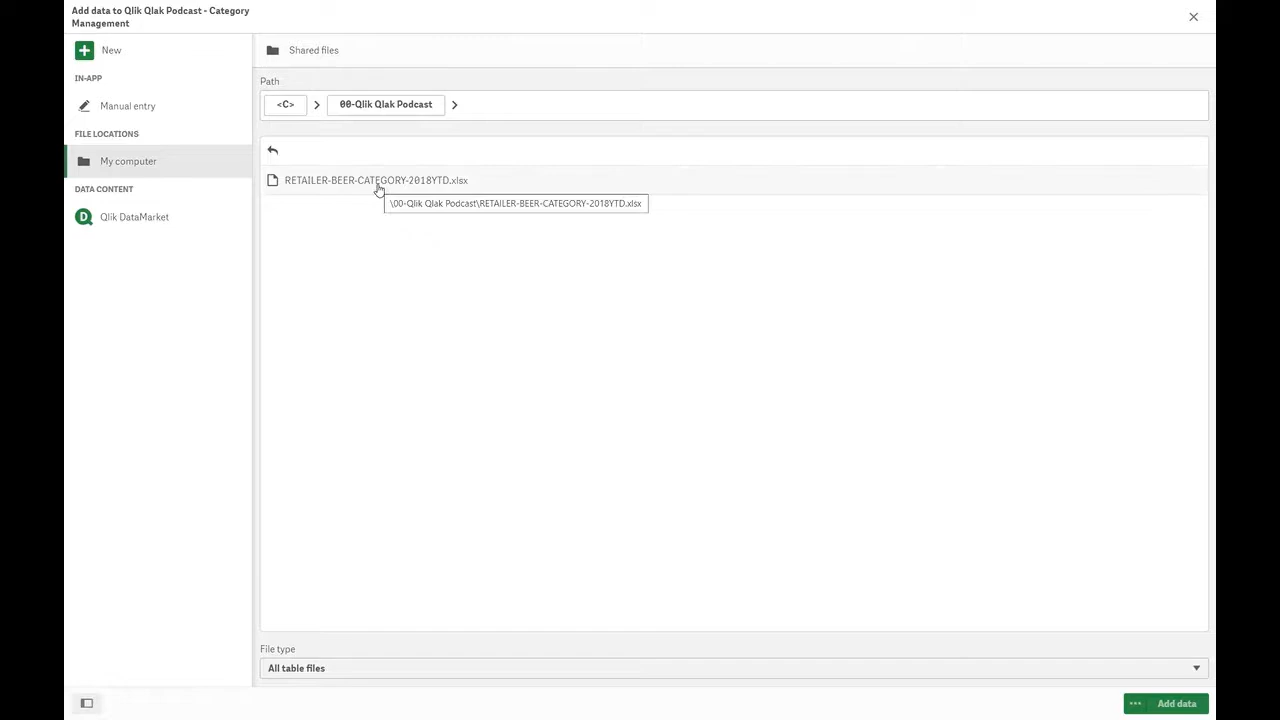 Add data to Qlik Qlak Podcast - Category
Management
New
Shared files
IN-APP
Path
Manual entry
<C>
00-Qlik Qlak Podcast
FILE LOCATIONS
My computer
RETAILER-BEER-CATEGORY-2018YTD.xlsx
\00-Qlik Qlak Podcast\RETAILER-BEER-CATEGORY-2018YTD.xlsx
DATA CONTENT
Qlik DataMarket
File type
All table files
Add data